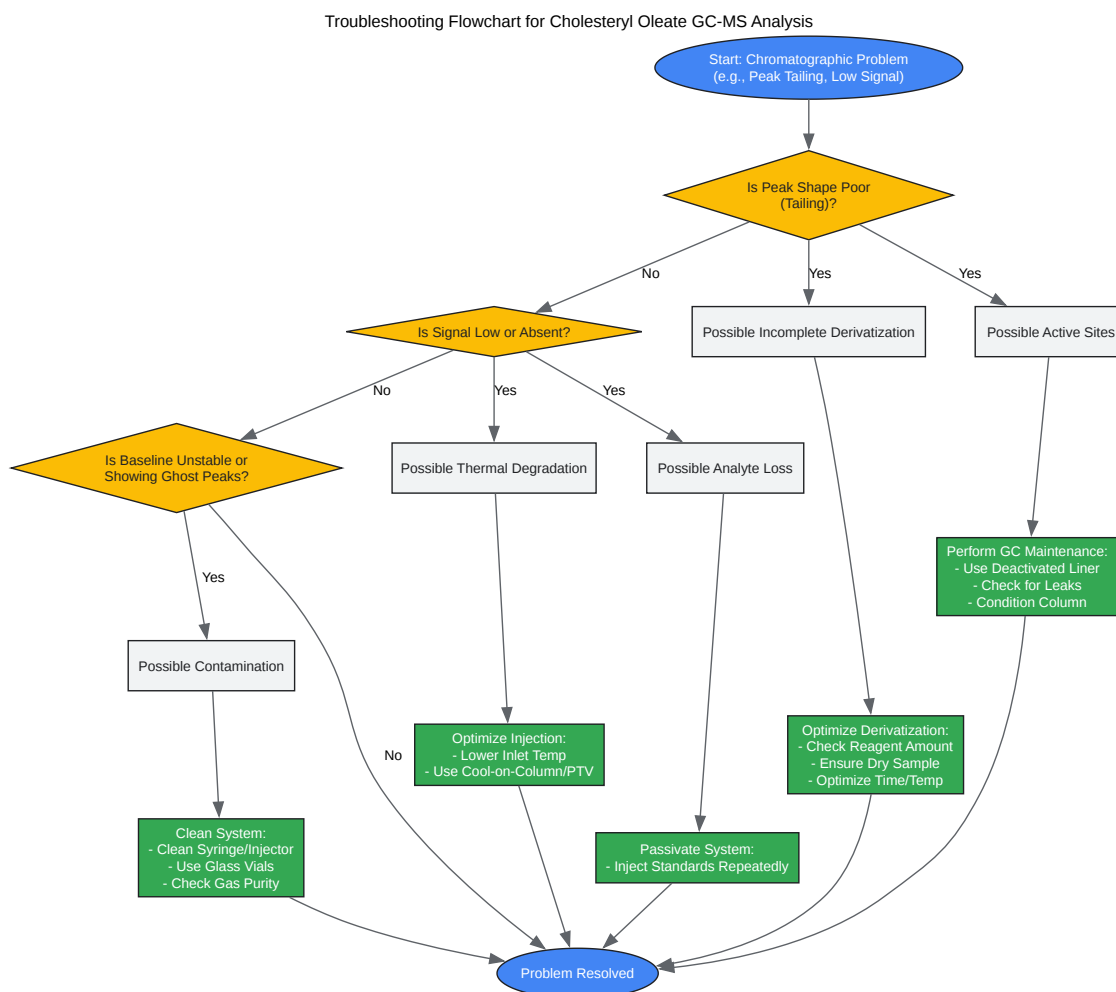 Troubleshooting Flowchart for Cholesteryl Oleate GC-MS Analysis
Start: Chromatographic Problem
(e.g., Peak Tailing, Low Signal)
Is Peak Shape Poor
(Tailing)?
No
Yes
Yes
Is Signal Low or Absent?
Possible Incomplete Derivatization
Possible Active Sites
No
Yes
Yes
Is Baseline Unstable or
Showing Ghost Peaks?
Possible Thermal Degradation
Possible Analyte Loss
Perform GC Maintenance:
- Use Deactivated Liner
- Check for Leaks
- Condition Column
Yes
Possible Contamination
No
Optimize Injection:
- Lower Inlet Temp
- Use Cool-on-Column/PTV
Optimize Derivatization:
- Check Reagent Amount
- Ensure Dry Sample
- Optimize Time/Temp
Clean System:
- Clean Syringe/Injector
- Use Glass Vials
- Check Gas Purity
Passivate System:
- Inject Standards Repeatedly
Problem Resolved